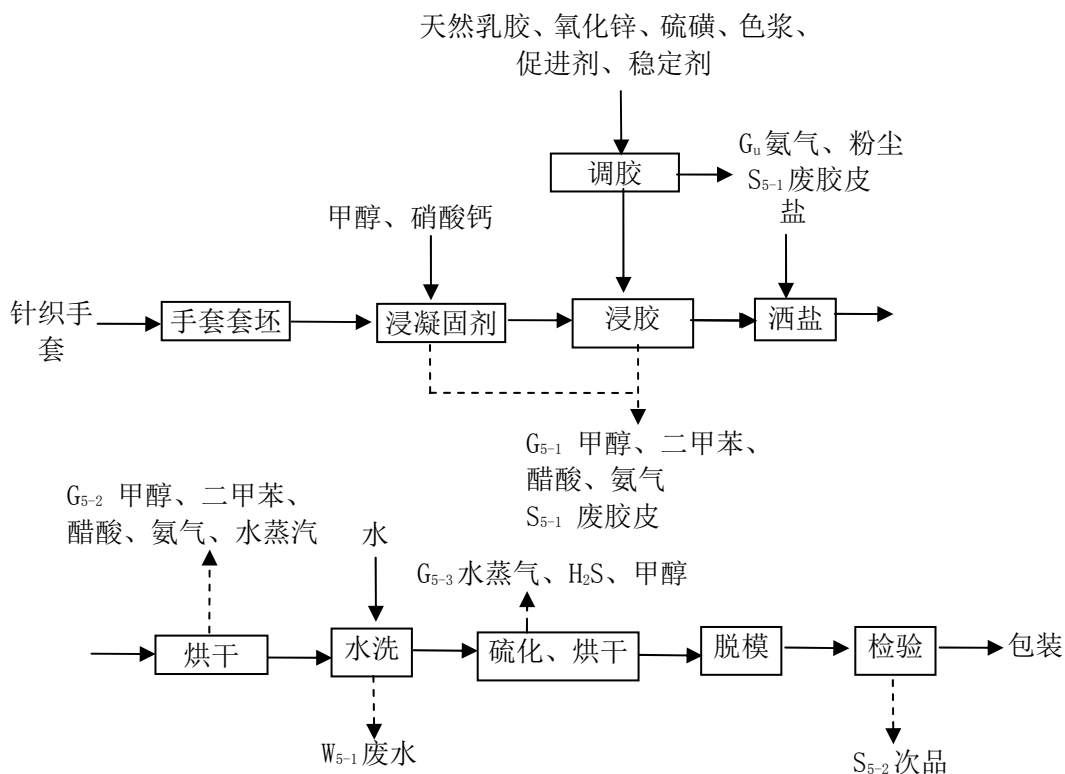 天然乳胶、氧化锌、硫磺、色浆、
促进剂、稳定剂
调胶
Gu 氨气、粉尘
S5-1 废胶皮
盐
甲醇、硝酸钙
针织手
套
手套套坯
浸凝固剂
浸胶
洒盐
G5-1 甲醇、二甲苯、
醋酸、氨气
S5-1 废胶皮
G5-2 甲醇、二甲苯、
醋酸、氨气、水蒸汽
水
G5-3 水蒸气、H2S、甲醇
烘干
水洗
硫化、烘干
脱模
检验
包装
W5-1 废水
S5-2 次品